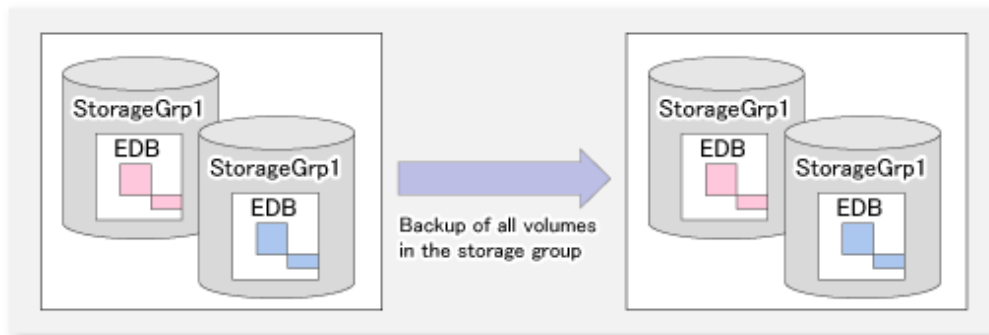 StorageGrp1
EDB
StorageGrp1
EDB
Backup of all volumes
in the storage group
StorageGrp1
EDB
StorageGrp1
EDB